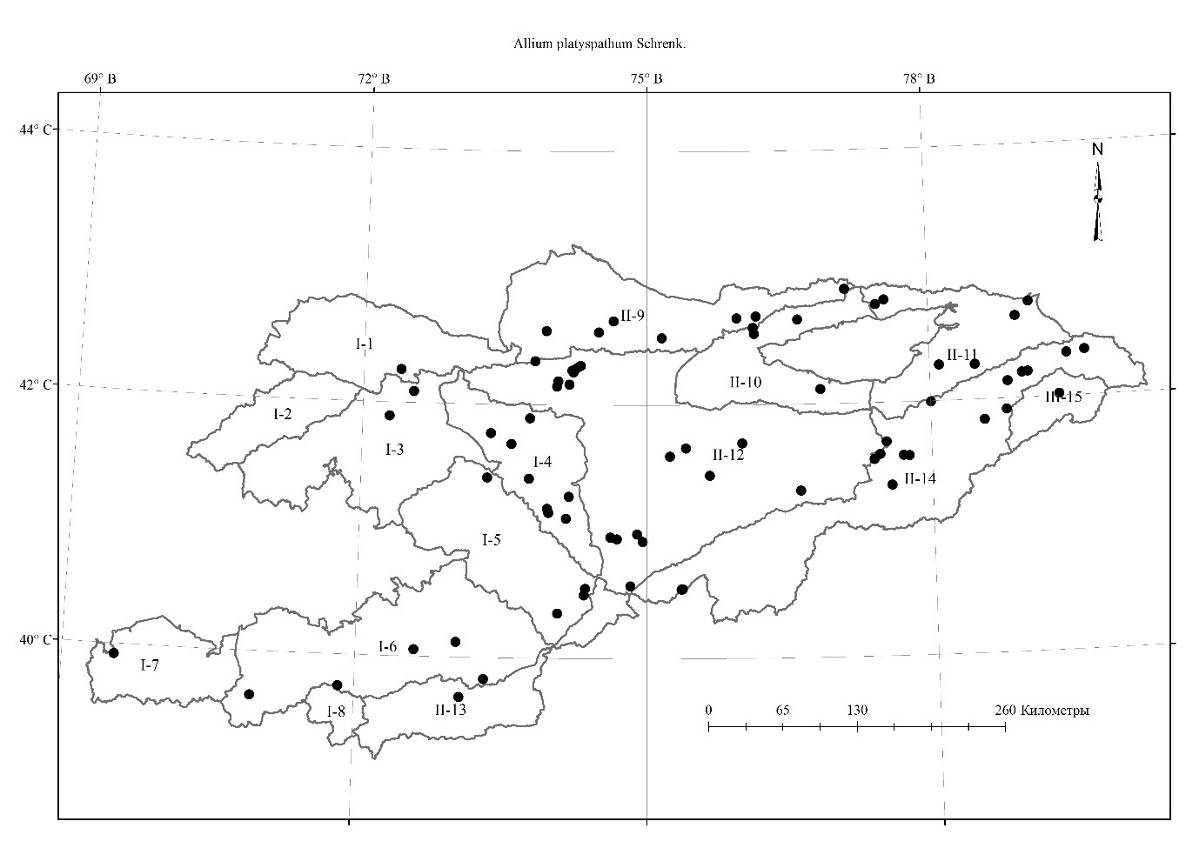 Allium platyspathum Schrenk.
69° В 72° В 75° В 78° В
44° С
N
II-9
I-1
II-11
42° С
II-10
III-15
I-2
I-3
II-12
I-4
II-14
I-5
40° С
I-6
I-7
I-8
II-13
0 65 130 260 Километры